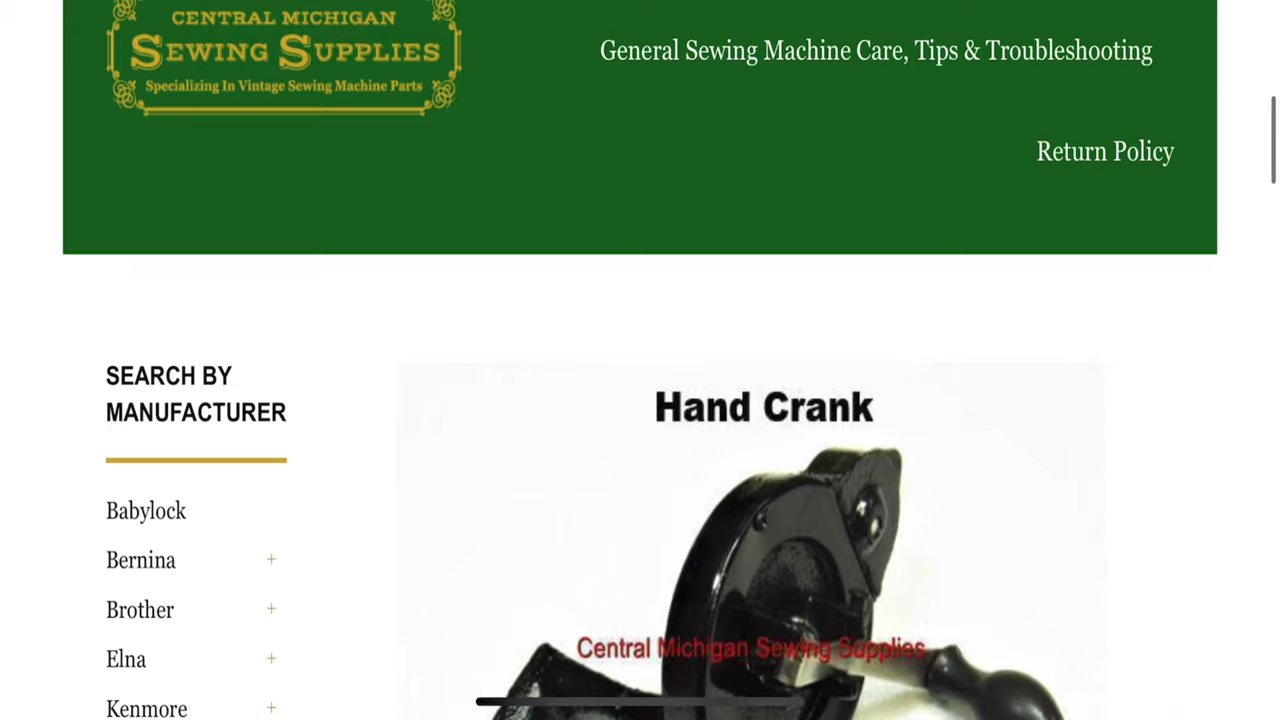 CENTRAL MICHIGAN
SEWING SUPPLIES
Specializing In Vintage Sewing Machine Parts
General Sewing Machine Care, Tips & Troubleshooting
Return Policy
SEARCH BY
MANUFACTURER
Babylock
Bernina +
Brother +
Elna +
Kenmore +
Hand Crank
Central Michigan Sewing Supplies